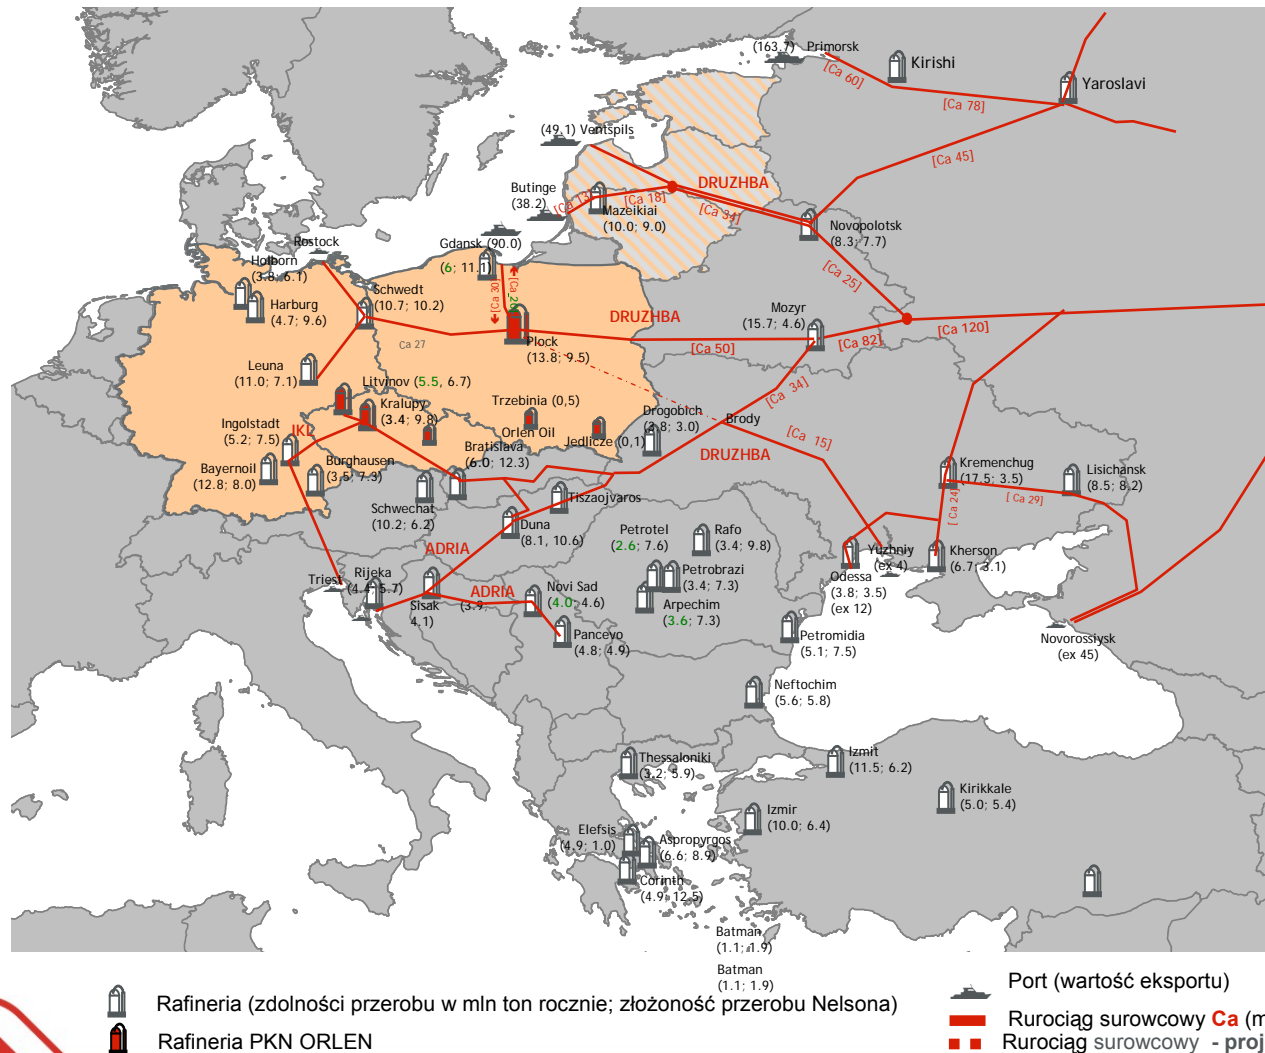 (163.7) Primorsk
Kirishi
Yaroslavi
[Ca 60]
[Ca 78]
(49.1) Ventspils
[Ca 45]
Butinge
(38.2)
[Ca 13]
[Ca 18]
DRUZHBA
[Ca 34]
Mazeikiai
(10.0; 9.0)
Novopolotsk
(8.3; 7.7)
Rostock
Gdansk (90.0)
(6; 11.1)
Holborn
(3.8; 6.1)
[Ca 25]
Harburg
(4.7; 9.6)
Schwedt
(10.7; 10.2)
[Ca 30]
DRUZHBA
Mozyr
(15.7; 4.6)
[Ca 120]
Ca 27
Plock
(13.8; 9.5)
[Ca 50]
[Ca 82]
Leuna
(11.0; 7.1)
Litvinov (5.5, 6.7)
[Ca 34]
Kralupy
(3.4; 9.8)
Trzebinia (0,5)
Orlen Oil
Jedlicze (0,1)
Drogobich
(3.8; 3.0)
Brody
Ingolstadt
(5.2; 7.5)
IKL
[Ca 15]
Bratislava
(6.0; 12.3)
DRUZHBA
Bayernoil
(12.8; 8.0)
Burghausen
(3.5; 7.3)
Kremenchug
(17.5; 3.5)
Lisichansk
(8.5; 8.2)
[Ca 24]
[ Ca 29]
Schwechat
(10.2; 6.2)
Tiszaojvaros
Duna
(8.1, 10.6)
Petrotel
(2.6; 7.6)
Rafo
(3.4; 9.8)
ADRIA
Yuzhniy
(ex 4)
Kherson
(6.7; 3.1)
Triest
Rijeka
(4.4; 5.7)
Petrobrazi
(3.4; 7.3)
Odessa
(3.8; 3.5)
(ex 12)
ADRIA
Sisak
(3.9;
4.1)
Novi Sad
(4.0; 4.6)
Arpechim
(3.6; 7.3)
Pancevo
(4.8; 4.9)
Petromidia
(5.1; 7.5)
Novorossiysk
(ex 45)
Neftochim
(5.6; 5.8)
Thessaloniki
(3.2; 5.9)
Izmit
(11.5; 6.2)
Kirikkale
(5.0; 5.4)
Izmir
(10.0; 6.4)
Elefsis
(4.9; 1.0)
Aspropyrgos
(6.6; 8.9)
Corinth
(4.9; 12.5)
Batman
(1.1; 1.9)
Batman
(1.1; 1.9)
Rafineria (zdolności przerobu w mln ton rocznie; złożoność przerobu Nelsona)
Rafineria PKN ORLEN
Port (wartość eksportu)
Rurociąg surowcowy Ca (m
Rurociąg surowcowy - proj